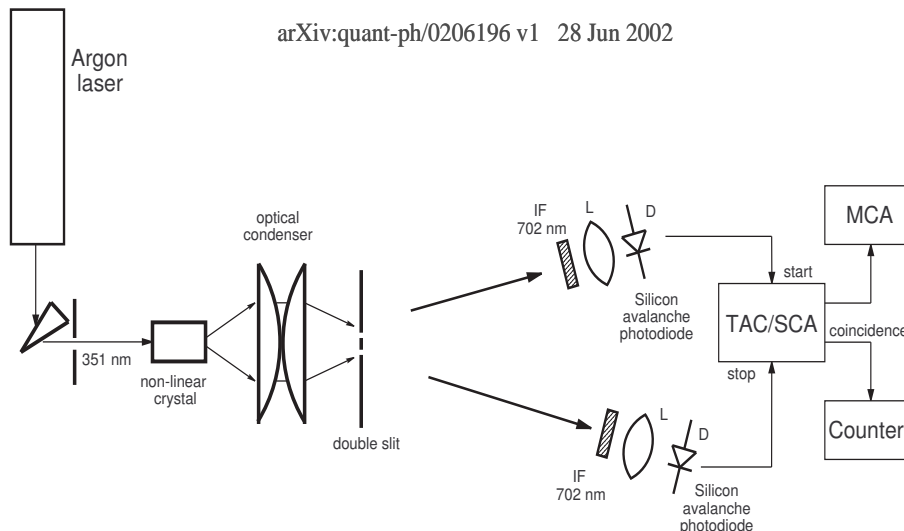 arXiv:quant-ph/0206196 v1 28 Jun 2002
Argon
laser
351 nm
non-linear
crystal
optical
condenser
double slit
IF
702 nm
L
D
Silicon
avalanche
photodiode
start
TAC/SCA
stop
MCA
coincidence
Counter
IF
702 nm
L
D
Silicon
avalanche
photodiode